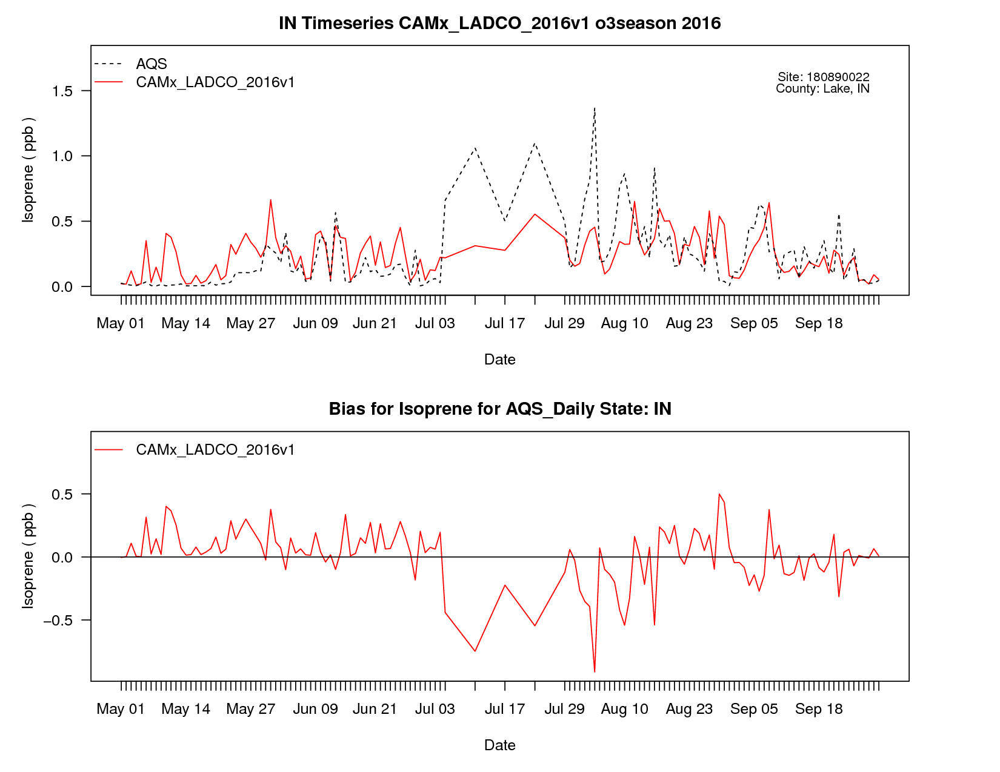 IN Timeseries CAMx_LADCO_2016v1 o3season 2016
AQS
CAMx_LADCO_2016v1
Site: 180890022
County: Lake, IN
1.5
1.0
0.5
0.0
Isoprene ( ppb )
May 01 May 14 May 27 Jun 09 Jun 21 Jul 03 Jul 17 Jul 29 Aug 10 Aug 23 Sep 05 Sep 18
Date
Bias for Isoprene for AQS_Daily State: IN
CAMx_LADCO_2016v1
0.5
0.0
−0.5
Isoprene ( ppb )
May 01 May 14 May 27 Jun 09 Jun 21 Jul 03 Jul 17 Jul 29 Aug 10 Aug 23 Sep 05 Sep 18
Date